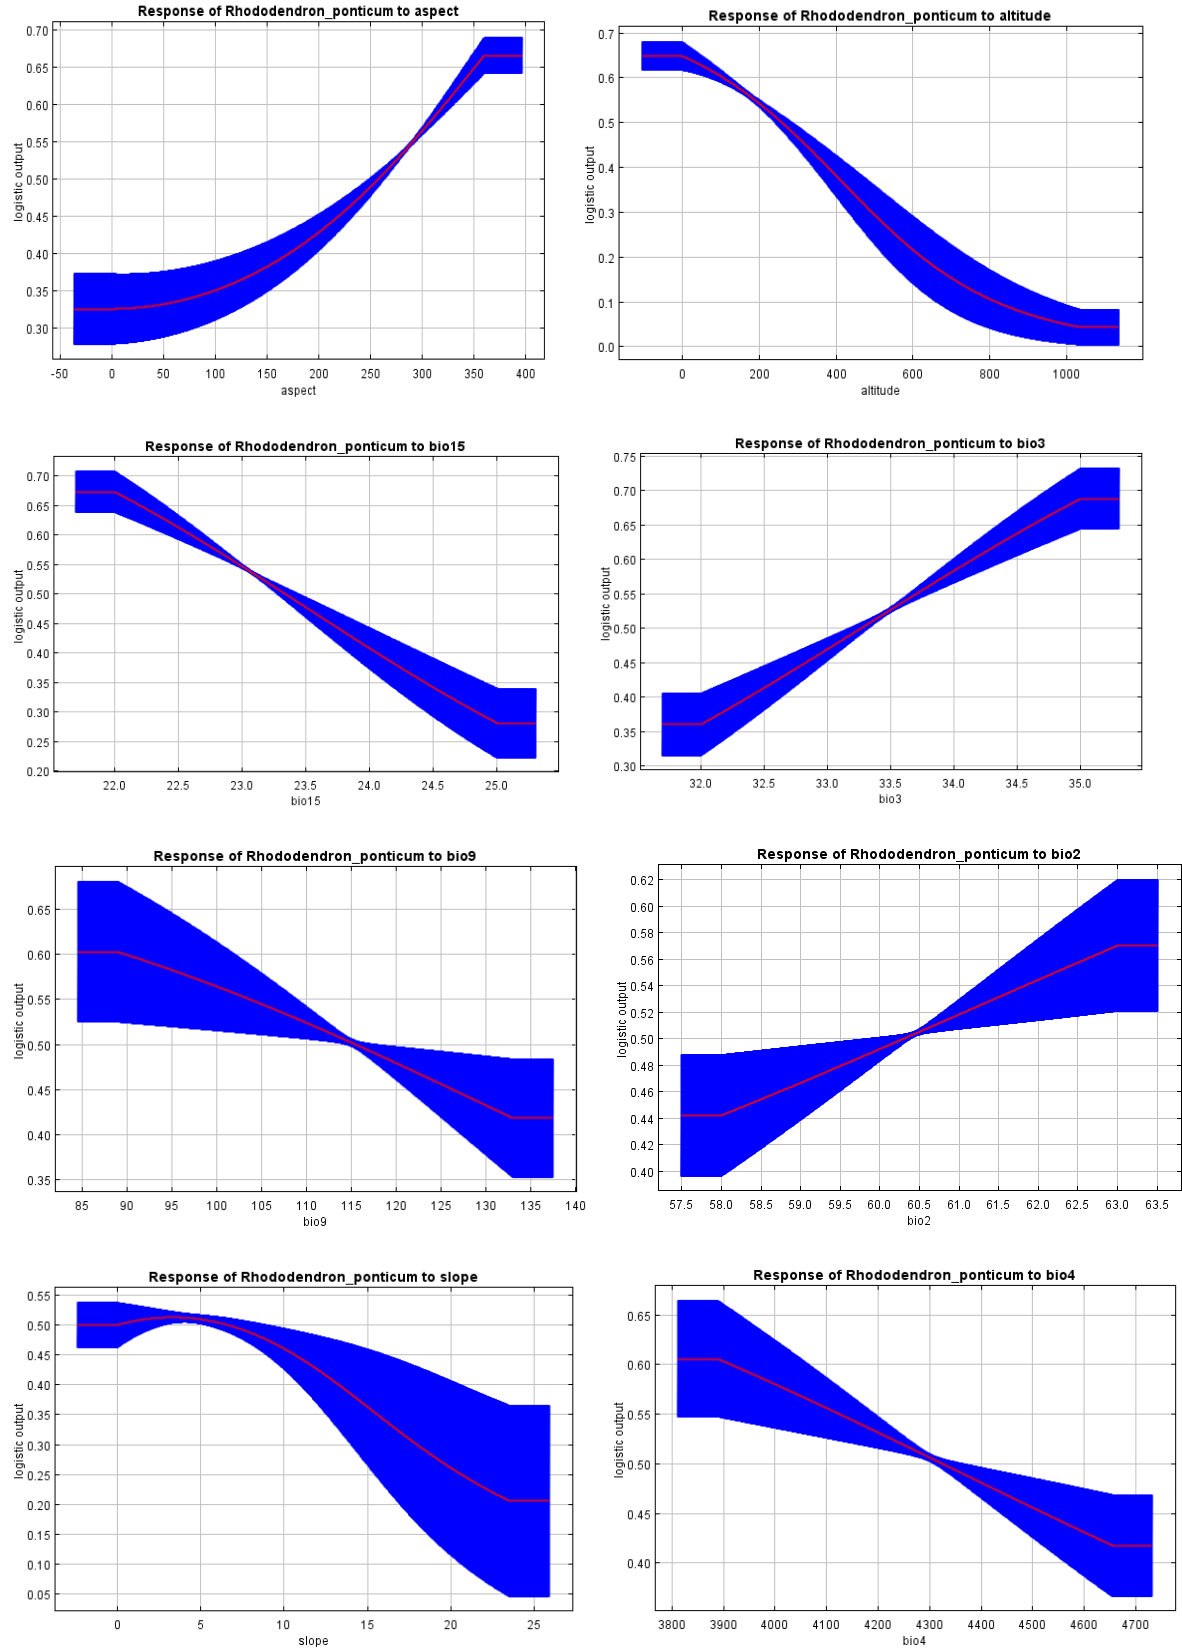 Response of Rhododendron_ponticum to aspect
0.70
0.65
0.60
0.55
0.50
0.45
0.40
0.35
0.30
logistic output
-50 0 50 100 150 200 250 300 350 400
aspect
Response of Rhododendron_ponticum to altitude
0.7
0.6
0.5
0.4
0.3
0.2
0.1
0.0
logistic output
0 200 400 600 800 1000
altitude
Response of Rhododendron_ponticum to bio15
0.70
0.65
0.60
0.55
0.50
0.45
0.40
0.35
0.30
0.25
0.20
logistic output
22.0 22.5 23.0 23.5 24.0 24.5 25.0
bio15
Response of Rhododendron_ponticum to bio3
0.75
0.70
0.65
0.60
0.55
0.50
0.45
0.40
0.35
0.30
logistic output
32.0 32.5 33.0 33.5 34.0 34.5 35.0
bio3
Response of Rhododendron_ponticum to bio9
0.65
0.60
0.55
0.50
0.45
0.40
0.35
logistic output
85 90 95 100 105 110 115 120 125 130 135 140
bio9
Response of Rhododendron_ponticum to bio2
0.62
0.60
0.58
0.56
0.54
0.52
0.50
0.48
0.46
0.44
0.42
0.40
logistic output
57.5 58.0 58.5 59.0 59.5 60.0 60.5 61.0 61.5 62.0 62.5 63.0 63.5
bio2
Response of Rhododendron_ponticum to slope
0.55
0.50
0.45
0.40
0.35
0.30
0.25
0.20
0.15
0.10
0.05
logistic output
0 5 10 15 20 25
slope
Response of Rhododendron_ponticum to bio4
0.65
0.60
0.55
0.50
0.45
0.40
logistic output
3800 3900 4000 4100 4200 4300 4400 4500 4600 4700
bio4